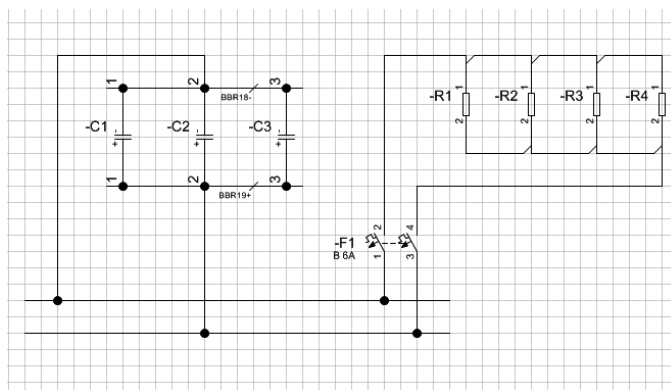 1 2 3
BBR18-
-C1 -C2 -C3
- - -
+ + +
1 2 3
BBR19+
-R1 1 2
-R2 1 2
-R3 1 2
-R4 1 2
-F1
B 6A
2 4
1 3